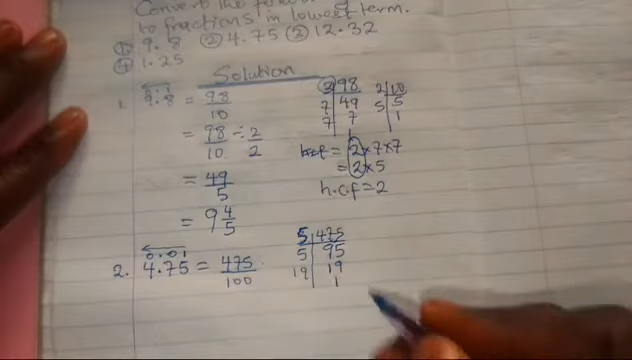 Convert the
to fractions in lowest term.
① 9.8 ② 4.75 ② 12.32
④ 1.25
Solution
1. 9.8 = 98/10
= 98/10 ÷ 2/2
= 49/5
= 9 4/5
2 | 98
7 | 49
7 | 7
1
2 | 10
5 | 5
1
h.c.f = 2×7×7
= 2×5
h.c.f = 2
0.01
2. 4.75 = 475/100
5 | 475
5 | 95
19 | 19
1